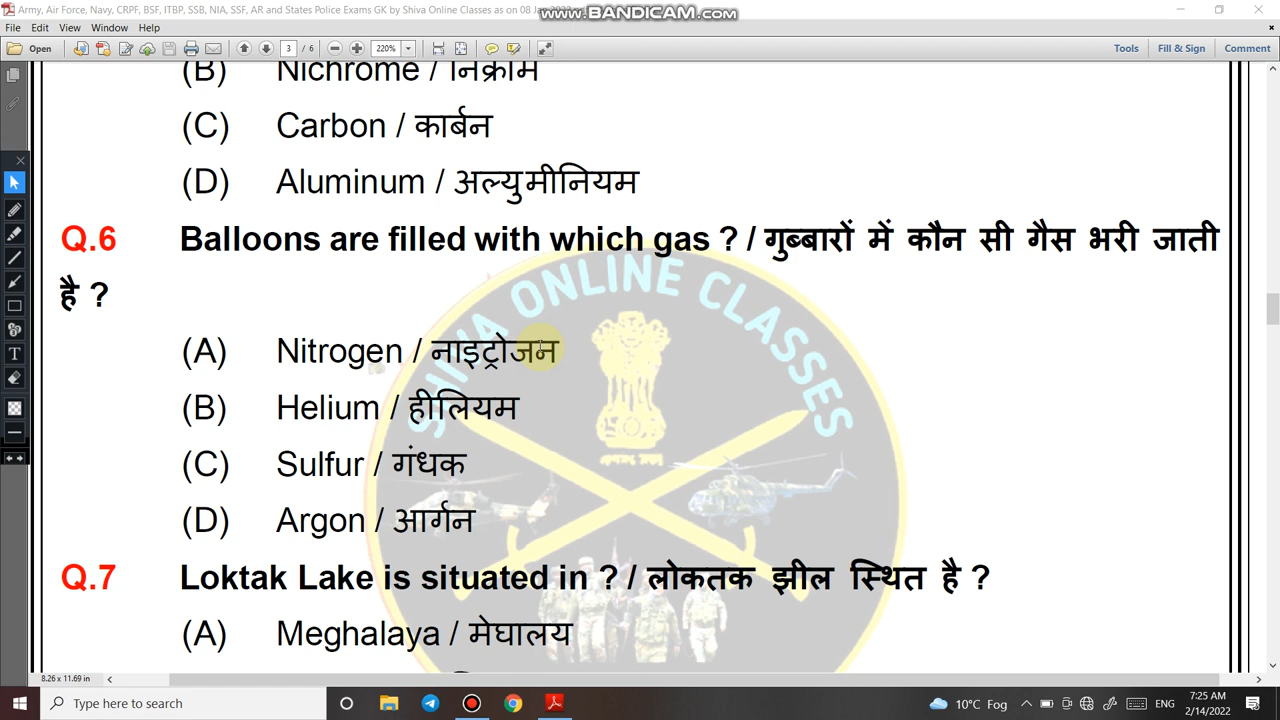 Army, Air Force, Navy, CRPF, BSF, ITBP, SSB, NIA, SSF, AR and States Police Exams GK by Shiva Online Classes as on 08 Jan
www.BANDICAM.com
File Edit View Window Help
Open 3 / 6 220% Tools Fill & Sign Comment
(B) Nichrome / निक्रोम
(C) Carbon / कार्बन
(D) Aluminum / अल्युमीनियम
Q.6 Balloons are filled with which gas ? / गुब्बारों में कौन सी गैस भरी जाती
है ?
(A) Nitrogen / नाइट्रोजन
(B) Helium / हीलियम
(C) Sulfur / गंधक
(D) Argon / आर्गन
Q.7 Loktak Lake is situated in ? / लोकतक झील स्थित है ?
(A) Meghalaya / मेघालय
SHIVA ONLINE CLASSES
8.26 x 11.69 in
Type here to search
10°C Fog
ENG
7:25 AM
2/14/2022